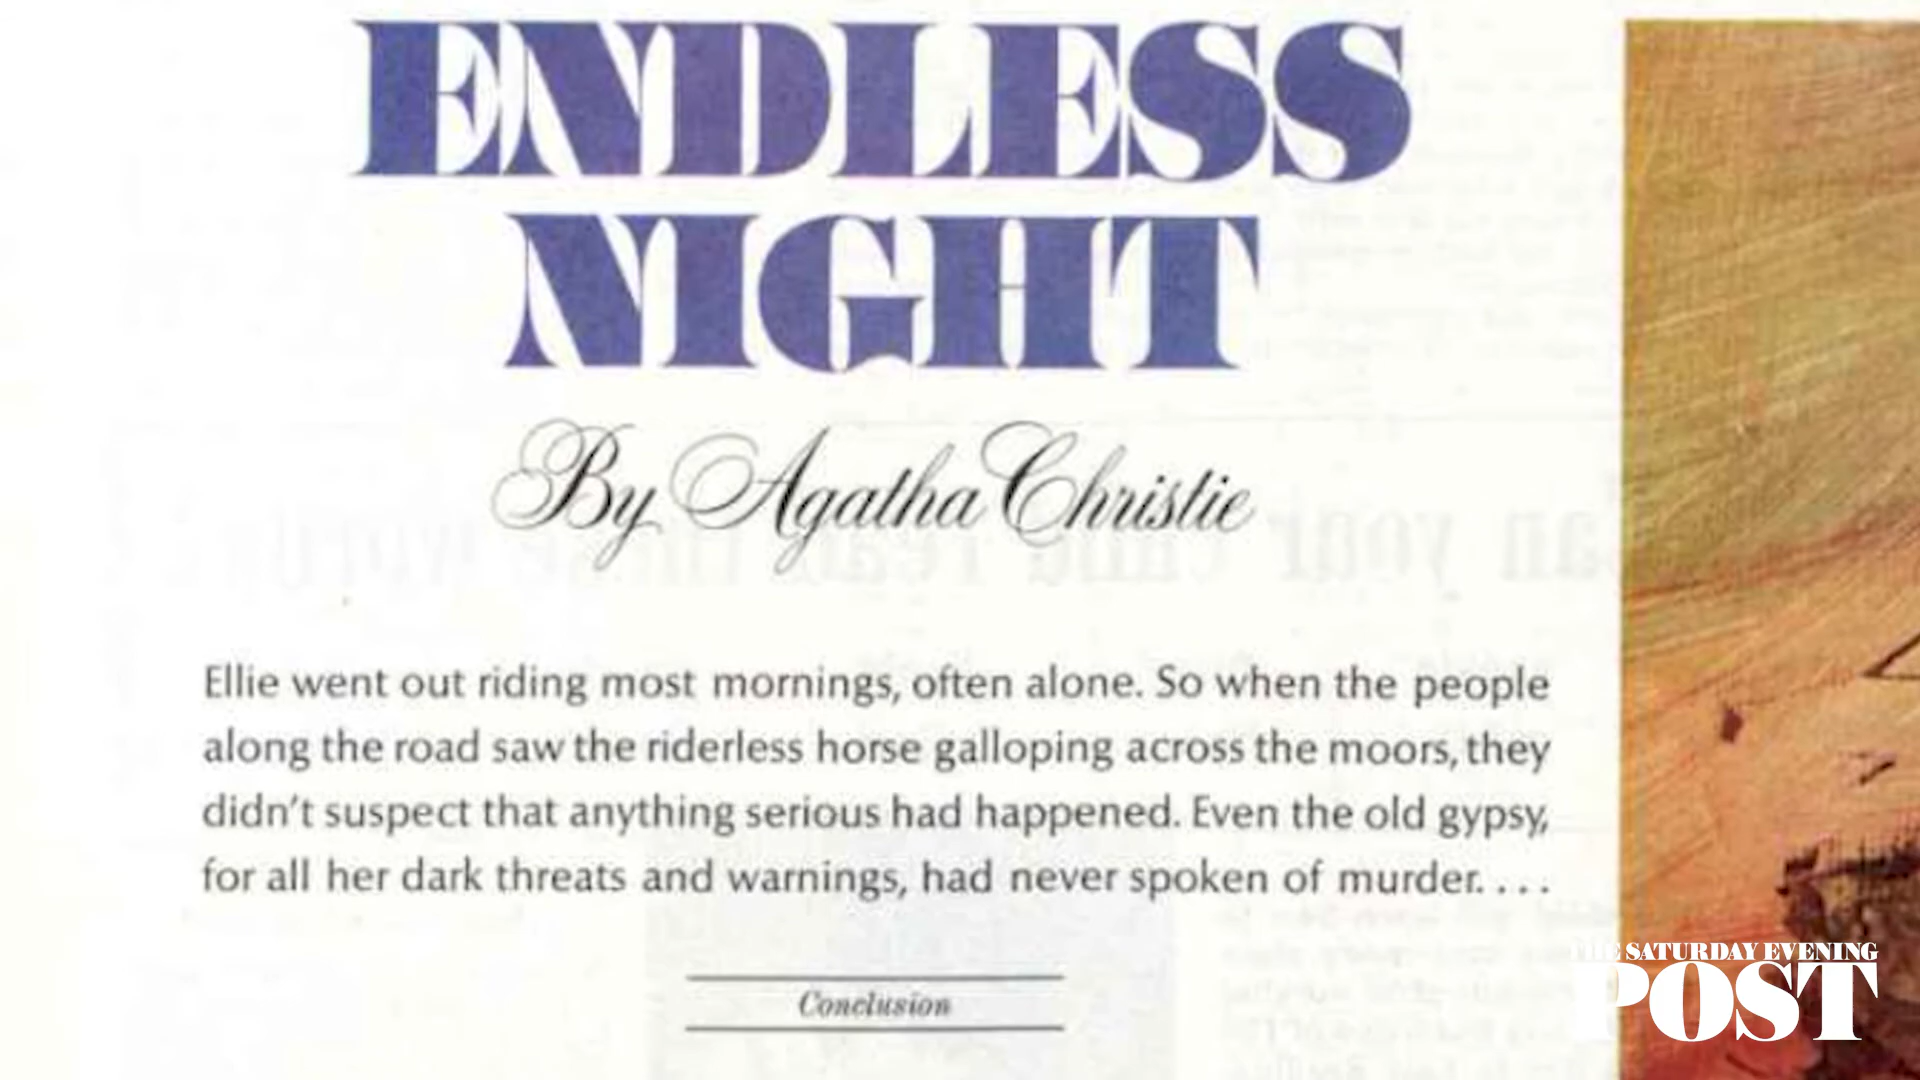 ENDLESS
NIGHT
By Agatha Christie
Ellie went out riding most mornings, often alone. So when the people
along the road saw the riderless horse galloping across the moors, they
didn't suspect that anything serious had happened. Even the old gypsy,
for all her dark threats and warnings, had never spoken of murder. . . .
Conclusion
THE SATURDAY EVENING
POST